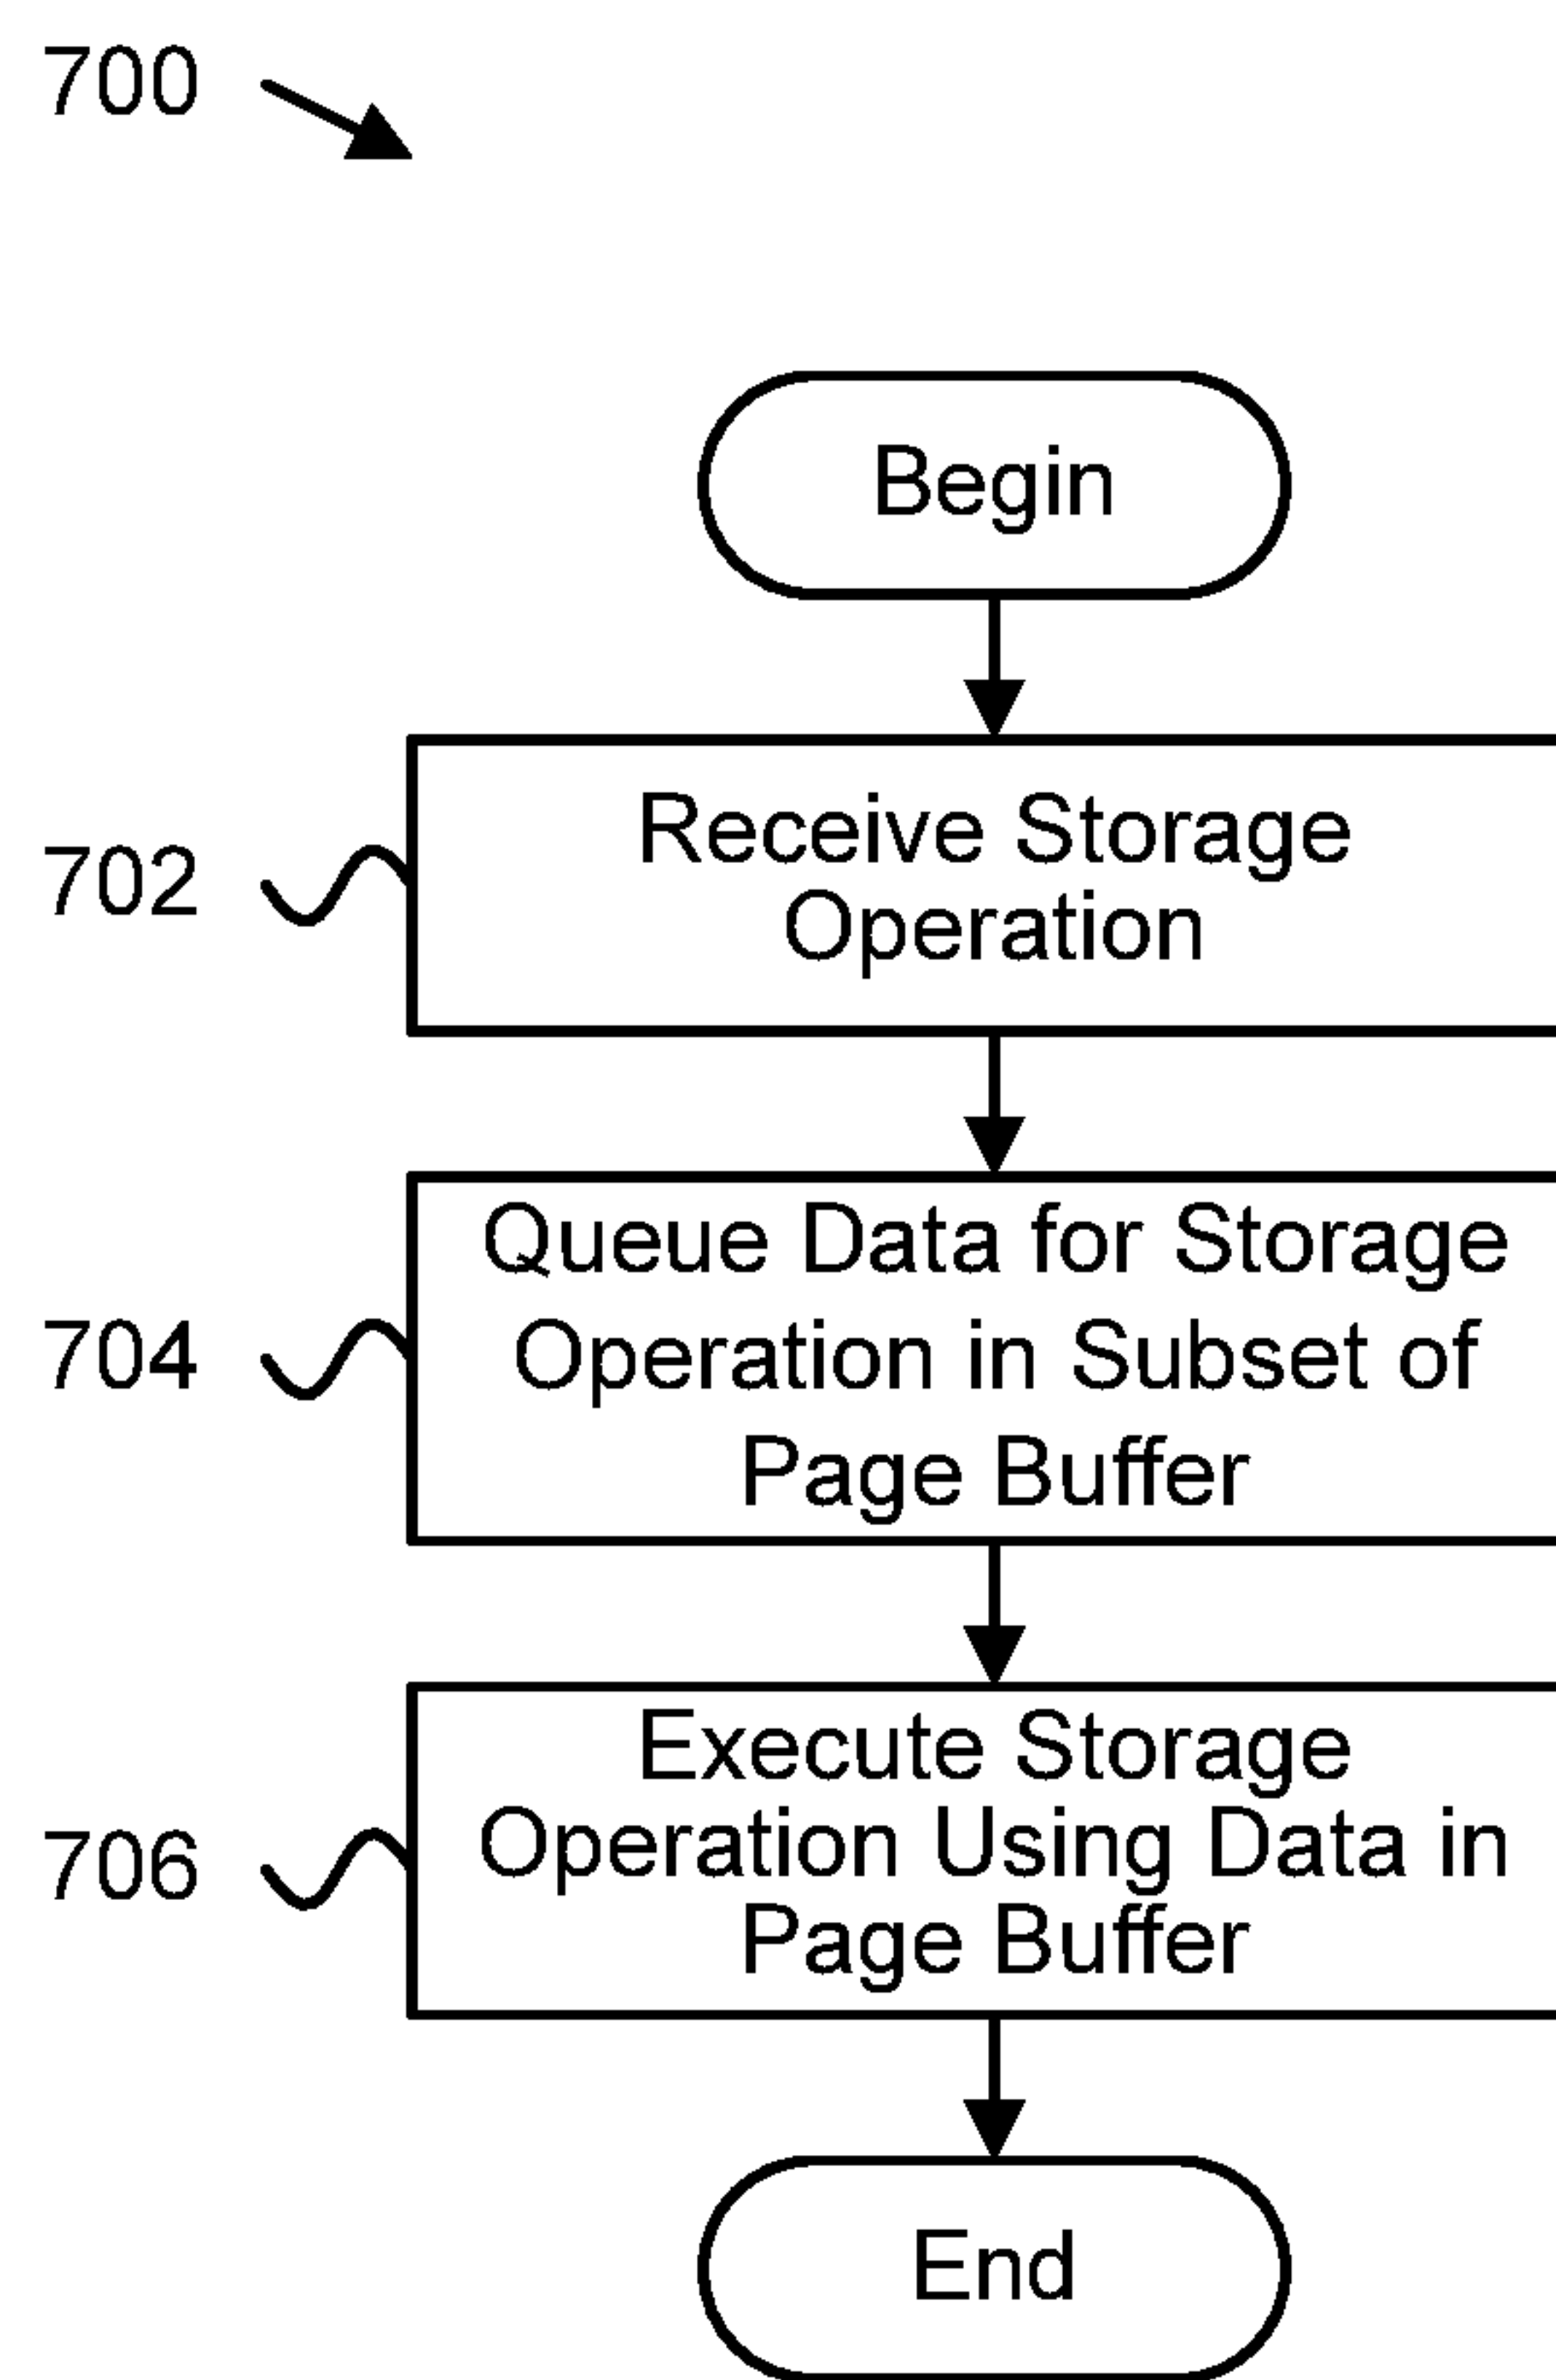 700
Begin
702
Receive Storage
Operation
704
Queue Data for Storage
Operation in Subset of
Page Buffer
706
Execute Storage
Operation Using Data in
Page Buffer
End